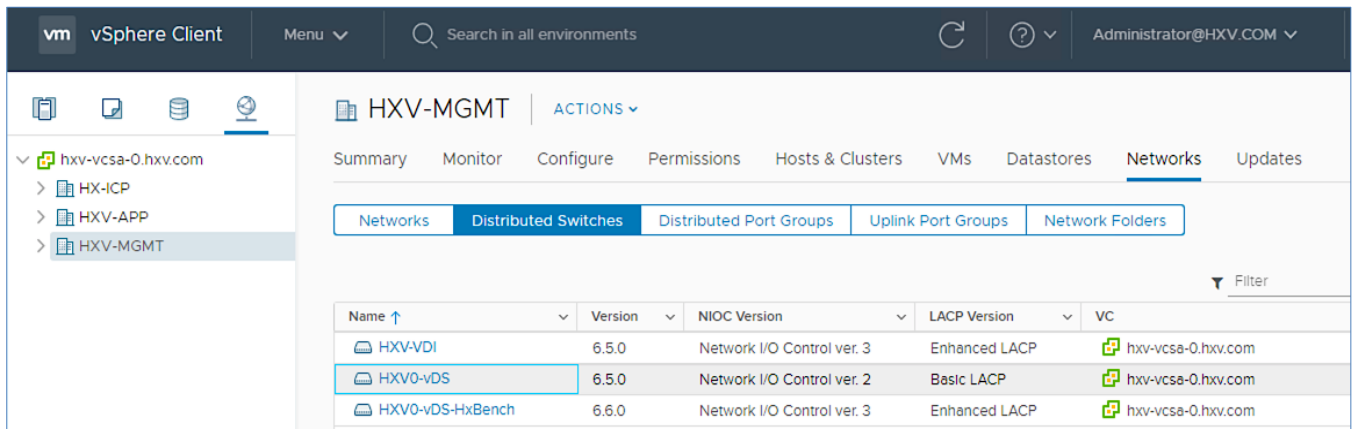 vm vSphere Client Menu Search in all environments ? Administrator@HXV.COM
HXV-MGMT ACTIONS
hxv-vcsa-0.hxv.com
HX-ICP
HXV-APP
HXV-MGMT
Summary Monitor Configure Permissions Hosts & Clusters VMs Datastores Networks Updates
Networks Distributed Switches Distributed Port Groups Uplink Port Groups Network Folders
Filter
Name ↑ Version NIOC Version LACP Version VC
HXV-VDI 6.5.0 Network I/O Control ver. 3 Enhanced LACP hxv-vcsa-0.hxv.com
HXV0-vDS 6.5.0 Network I/O Control ver. 2 Basic LACP hxv-vcsa-0.hxv.com
HXV0-vDS-HxBench 6.6.0 Network I/O Control ver. 3 Enhanced LACP hxv-vcsa-0.hxv.com